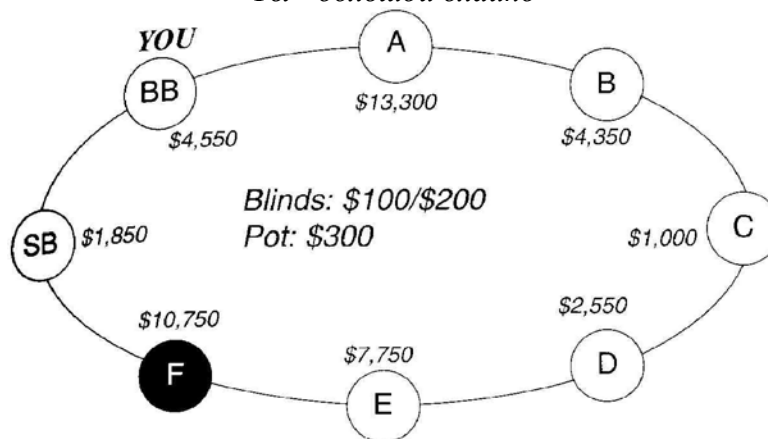 YOU
BB
$4,550
A
$13,300
B
$4,350
Blinds: $100/$200
Pot: $300
SB
$1,850
C
$1,000
$10,750
F
$7,750
E
$2,550
D